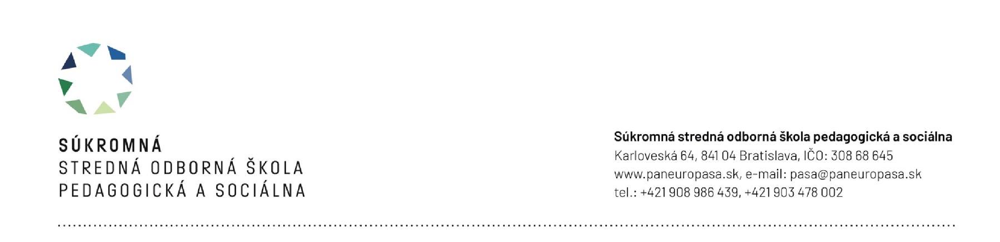 SÚKROMNÁ
STREDNÁ ODBORNÁ ŠKOLA
PEDAGOGICKÁ A SOCIÁLNA
Súkromná stredná odborná škola pedagogická a sociálna
Karloveská 64, 841 04 Bratislava, IČO: 308 68 645
www.paneuropasa.sk, e-mail: pasa@paneuropasa.sk
tel.: +421 908 986 439, +421 903 478 002